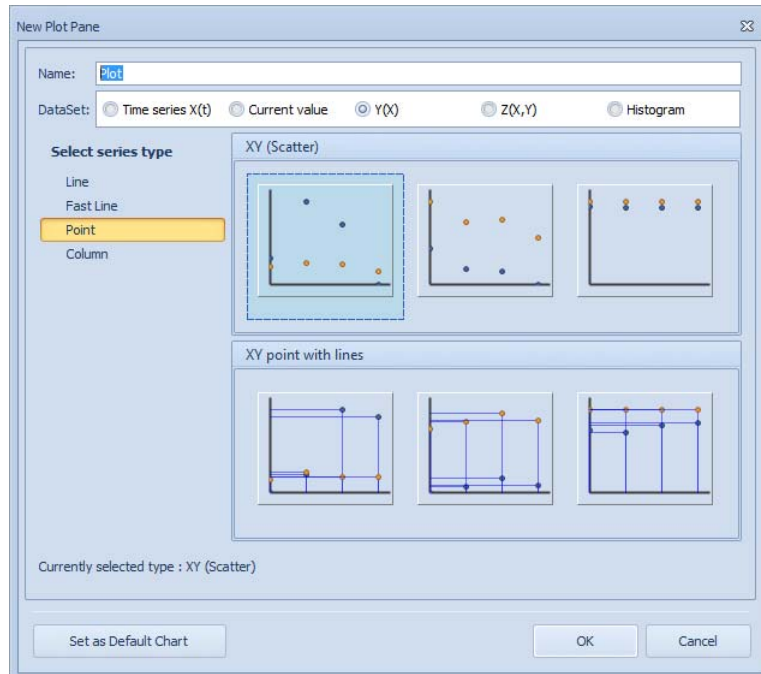 New Plot Pane
Name: Plot
DataSet: Time series X(t) Current value Y(X) Z(X,Y) Histogram
Select series type
Line
Fast Line
Point
Column
XY (Scatter)
XY point with lines
Currently selected type : XY (Scatter)
Set as Default Chart OK Cancel